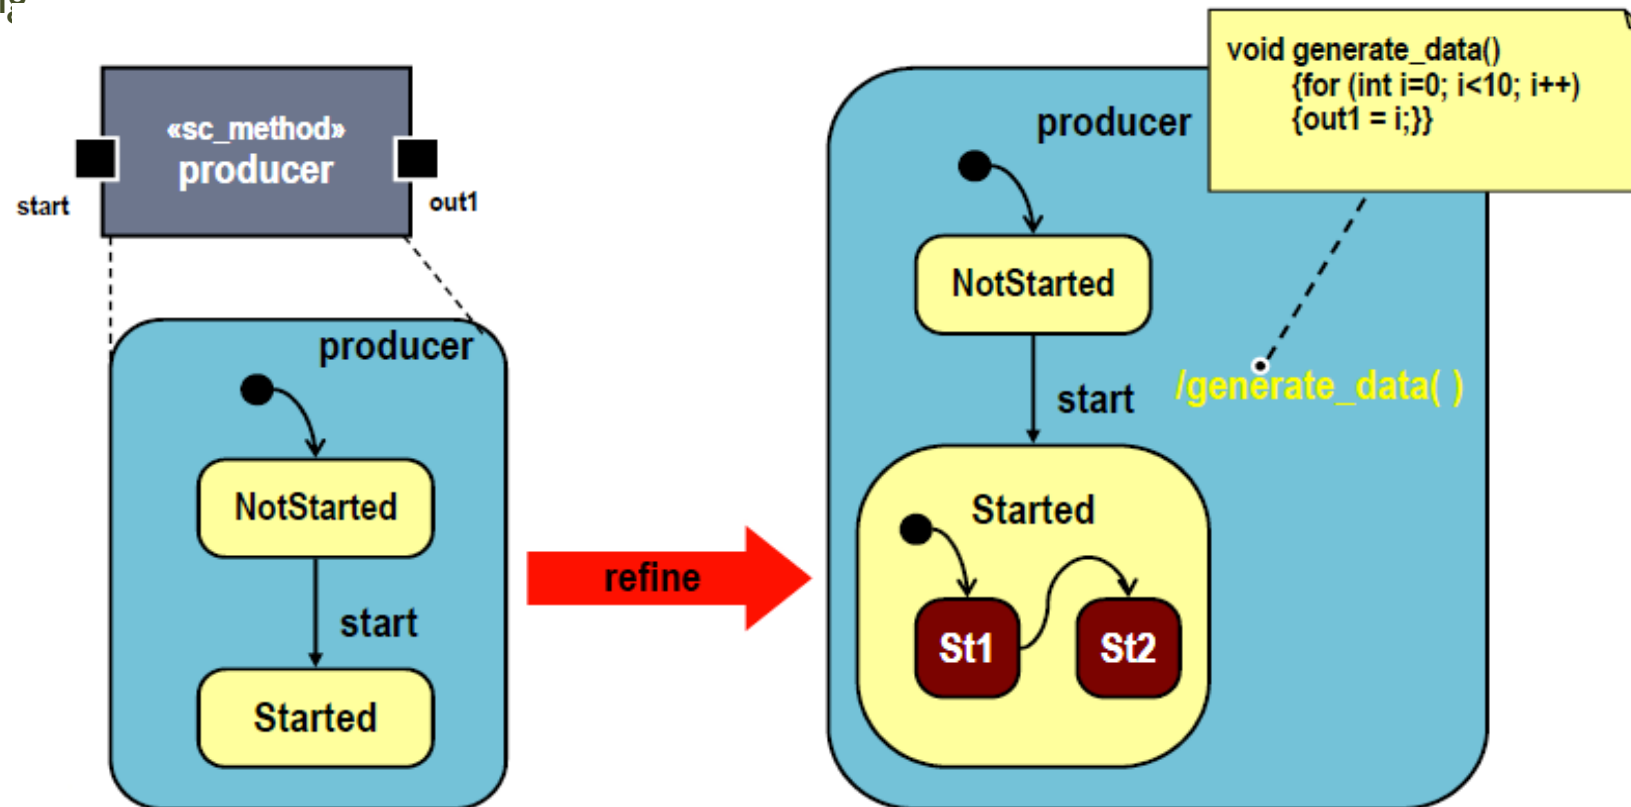 «sc_method»
producer
start
out1
producer
NotStarted
start
Started
refine
void generate_data()
{for (int i=0; i<10; i++)
{out1 = i;}}
producer
NotStarted
start
/generate_data( )
Started
St1
St2